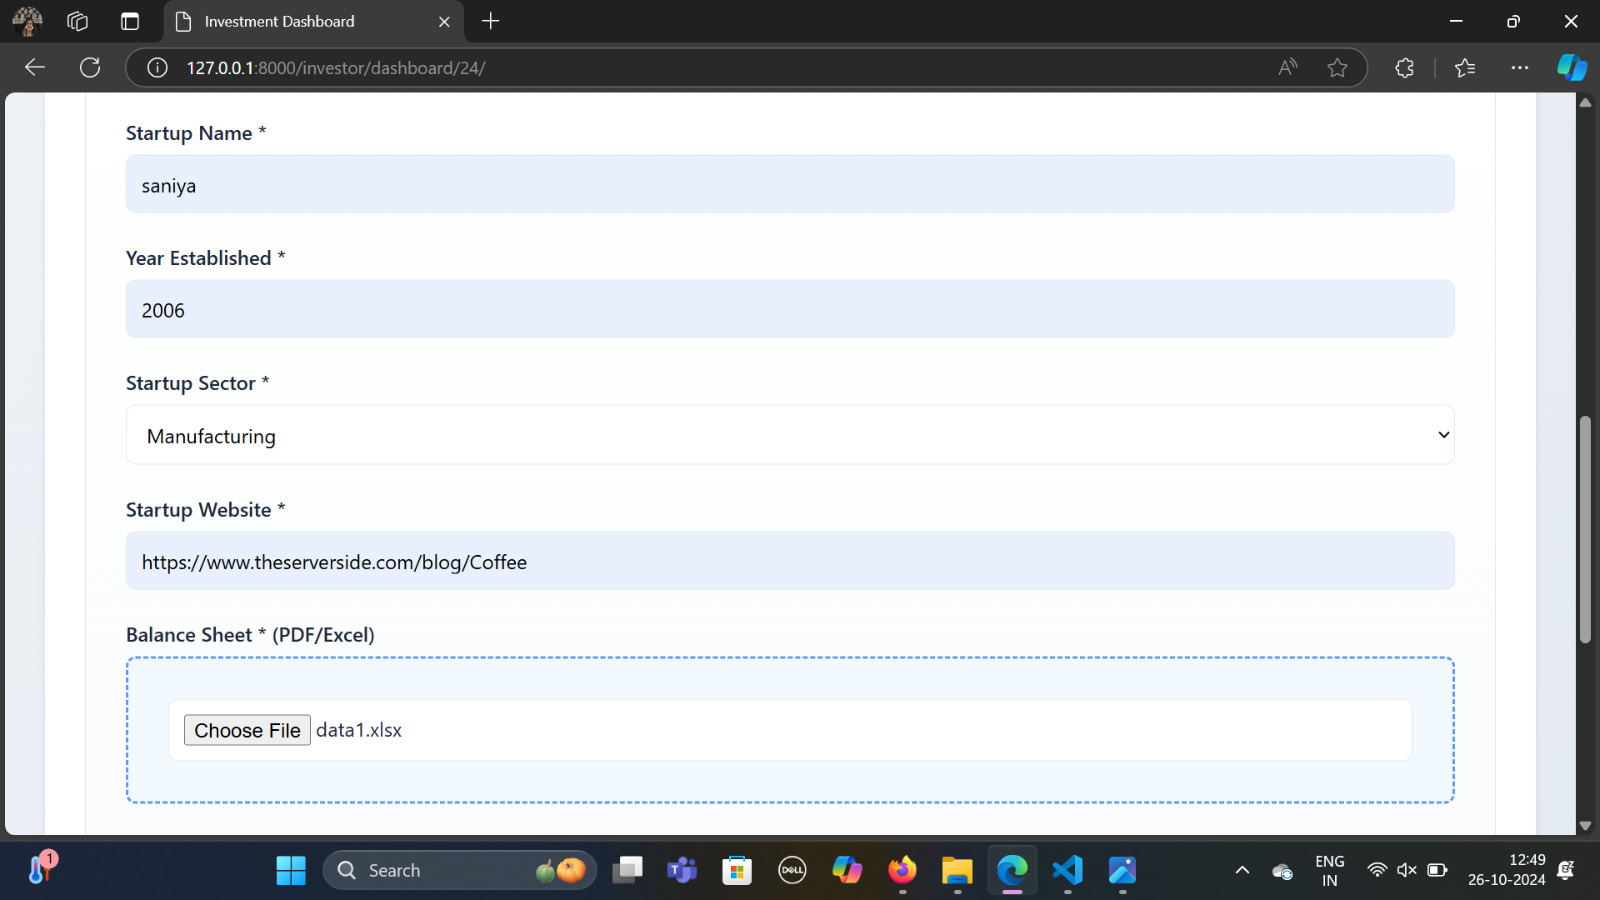 Investment Dashboard
127.0.0.1:8000/investor/dashboard/24/
Startup Name *
saniya
Year Established *
2006
Startup Sector *
Manufacturing
Startup Website *
https://www.theserverside.com/blog/Coffee
Balance Sheet * (PDF/Excel)
Choose File data1.xlsx
1
Search
DELL
ENG
IN
12:49
26-10-2024